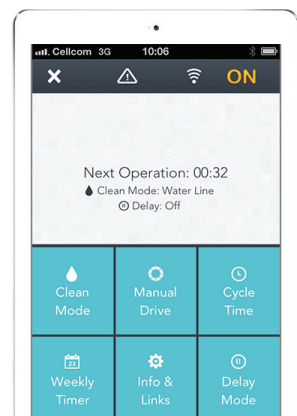 Cellcom 3G 10:06
ON
Next Operation: 00:32
Clean Mode: Water Line
Delay: Off
Clean Mode
Manual Drive
Cycle Time
23
Weekly Timer
Info & Links
Delay Mode